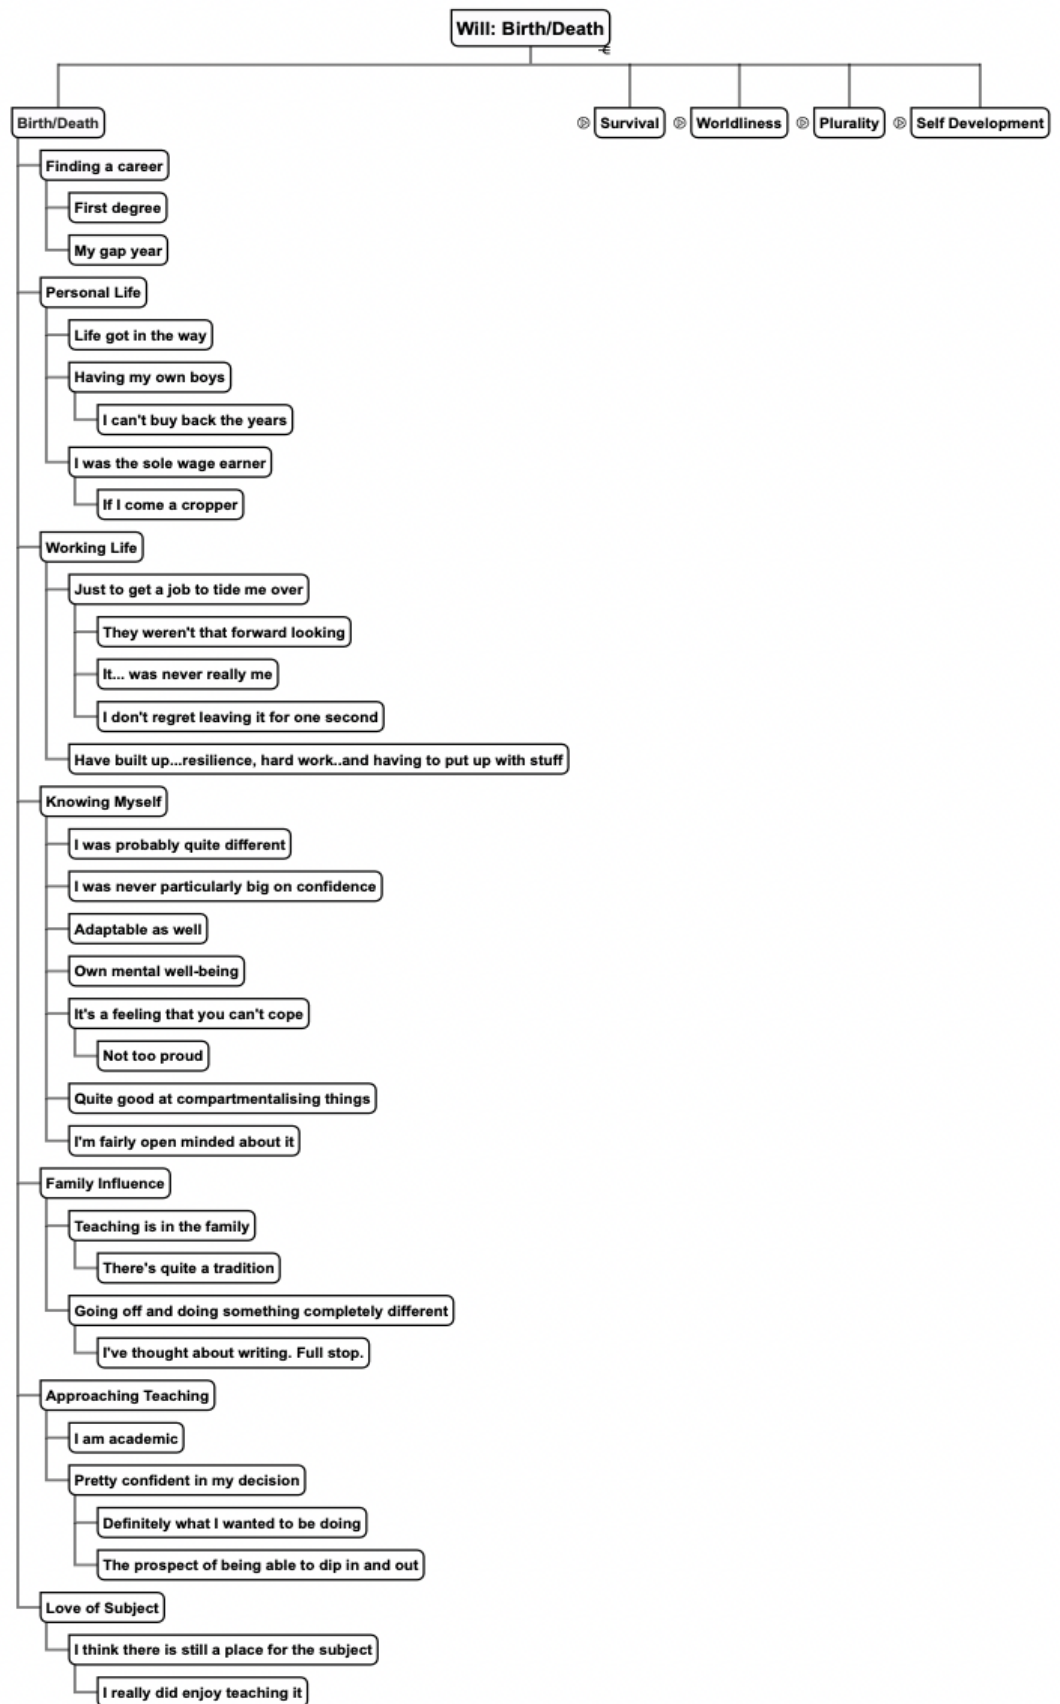 Will: Birth/Death
Birth/Death
Survival
Worldliness
Plurality
Self Development
Finding a career
First degree
My gap year
Personal Life
Life got in the way
Having my own boys
I can't buy back the years
I was the sole wage earner
If I come a cropper
Working Life
Just to get a job to tide me over
They weren't that forward looking
It... was never really me
I don't regret leaving it for one second
Have built up...resilience, hard work..and having to put up with stuff
Knowing Myself
I was probably quite different
I was never particularly big on confidence
Adaptable as well
Own mental well-being
It's a feeling that you can't cope
Not too proud
Quite good at compartmentalising things
I'm fairly open minded about it
Family Influence
Teaching is in the family
There's quite a tradition
Going off and doing something completely different
I've thought about writing. Full stop.
Approaching Teaching
I am academic
Pretty confident in my decision
Definitely what I wanted to be doing
The prospect of being able to dip in and out
Love of Subject
I think there is still a place for the subject
I really did enjoy teaching it